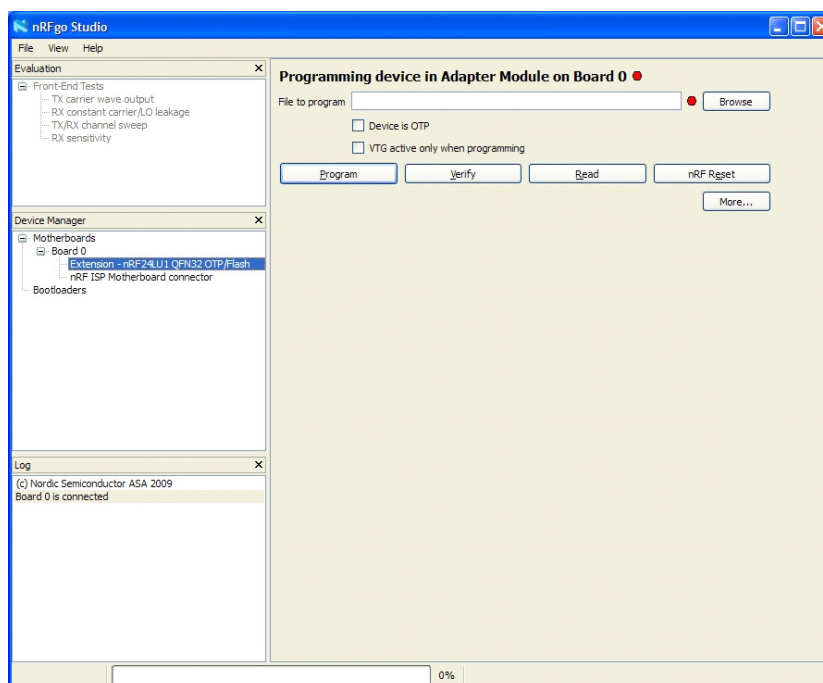 nRFgo Studio
File View Help
Evaluation
Front-End Tests
TX carrier wave output
RX constant carrier/LO leakage
TX/RX channel sweep
RX sensitivity
Device Manager
Motherboards
Board 0
Extension - nRF24LU1 QFN32 OTP/Flash
nRF ISP Motherboard connector
Bootloaders
Log
(c) Nordic Semiconductor ASA 2009
Board 0 is connected
Programming device in Adapter Module on Board 0
File to program Browse
Device is OTP
VTG active only when programming
Program Verify Read nRF Reset
More...
0%